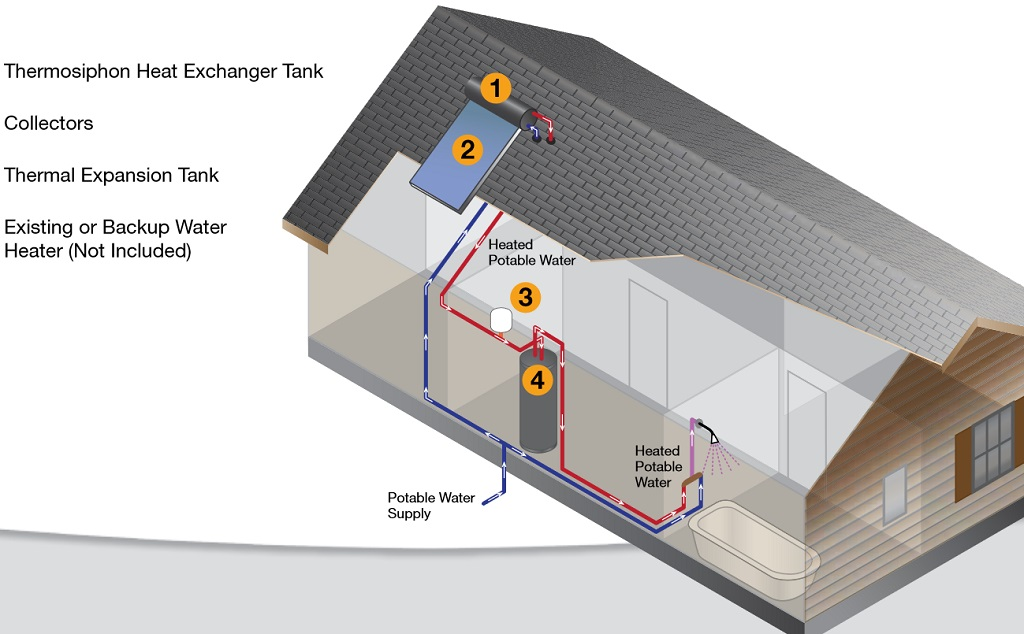 Thermosiphon Heat Exchanger Tank
Collectors
Thermal Expansion Tank
Existing or Backup Water
Heater (Not Included)
1
2
Heated
Potable Water
3
4
Heated
Potable
Water
Potable Water
Supply